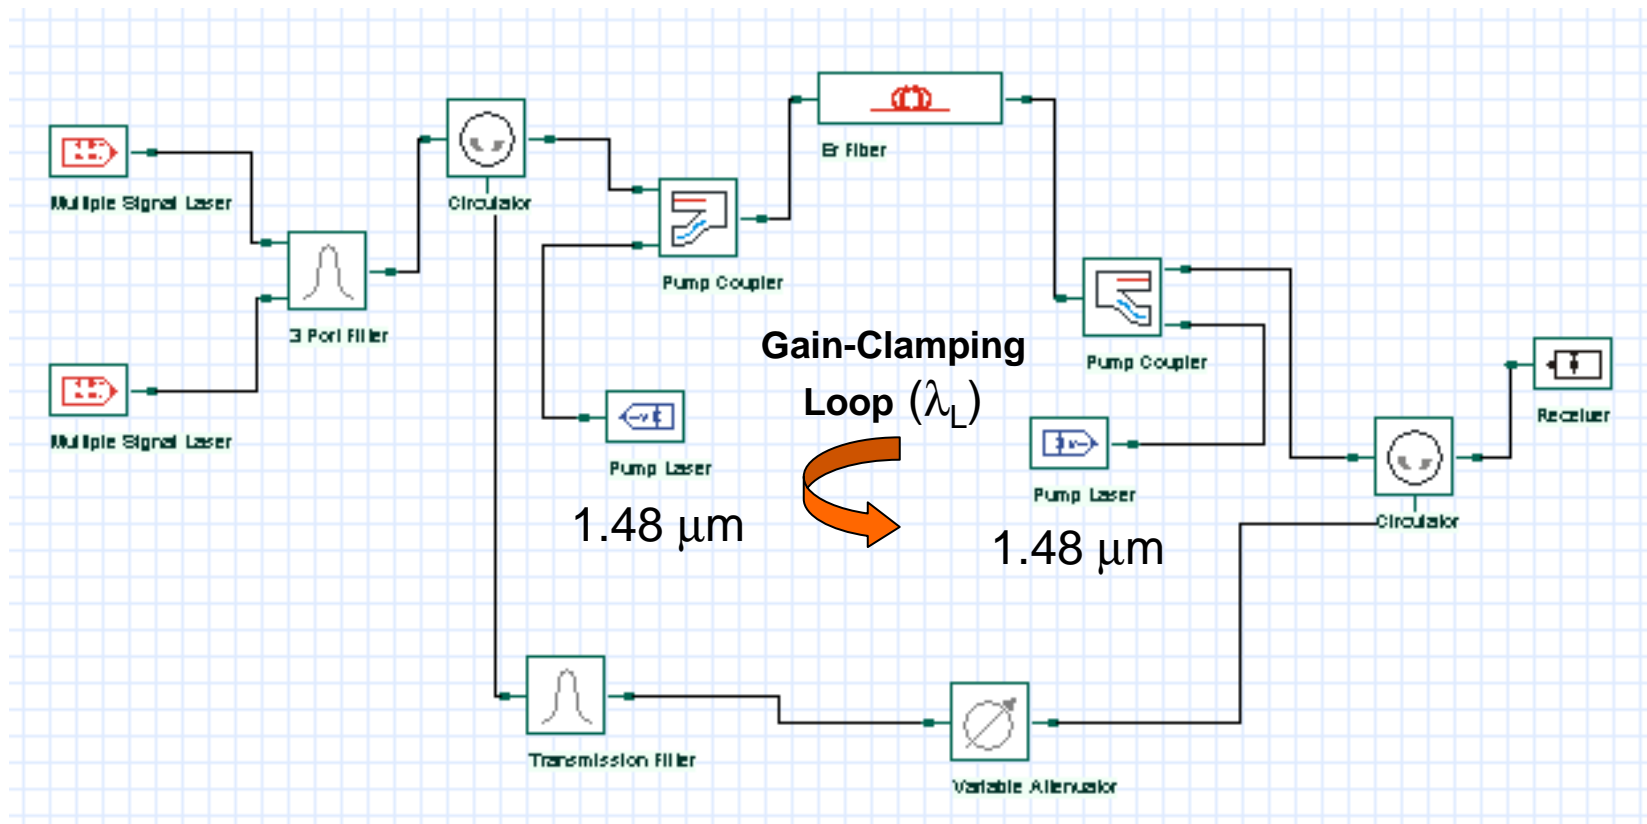 Er Fiber
Multiple Signal Laser
Circulator
Pump Coupler
3 Port Filter
Gain-Clamping
Loop (λL)
Pump Coupler
Receiver
Multiple Signal Laser
Pump Laser
1.48 μm
Pump Laser
1.48 μm
Circulator
Transmission Filter
Variable Attenuator